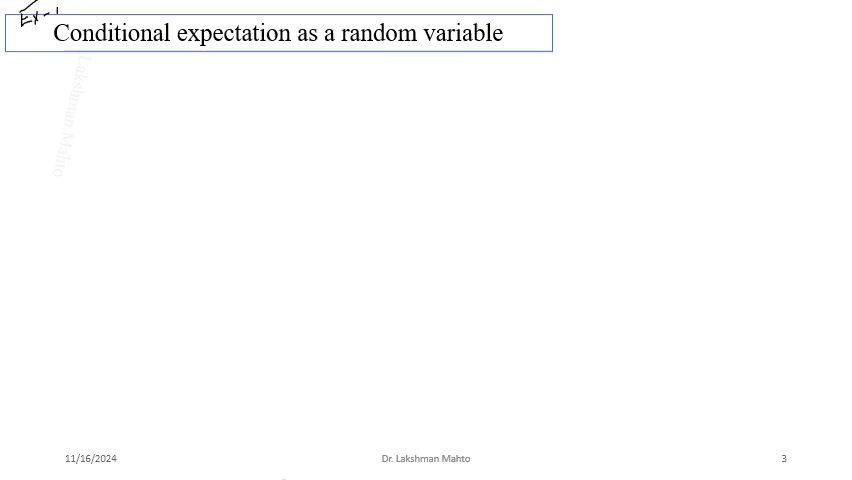 Ex-1
Conditional expectation as a random variable
Lakshman Mahto
11/16/2024
Dr. Lakshman Mahto
3